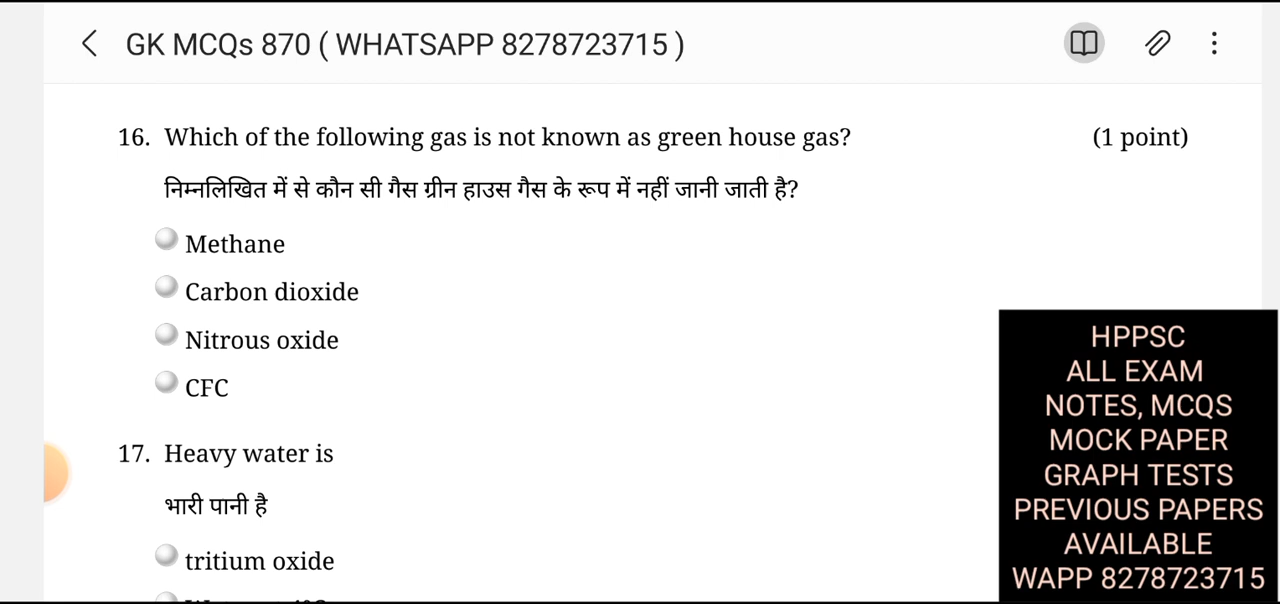 GK MCQs 870 ( WHATSAPP 8278723715 )
16. Which of the following gas is not known as green house gas? (1 point)
निम्नलिखित में से कौन सी गैस ग्रीन हाउस गैस के रूप में नहीं जानी जाती है?
Methane
Carbon dioxide
Nitrous oxide
CFC
17. Heavy water is
भारी पानी है
tritium oxide
HPPSC
ALL EXAM
NOTES, MCQS
MOCK PAPER
GRAPH TESTS
PREVIOUS PAPERS
AVAILABLE
WAPP 8278723715